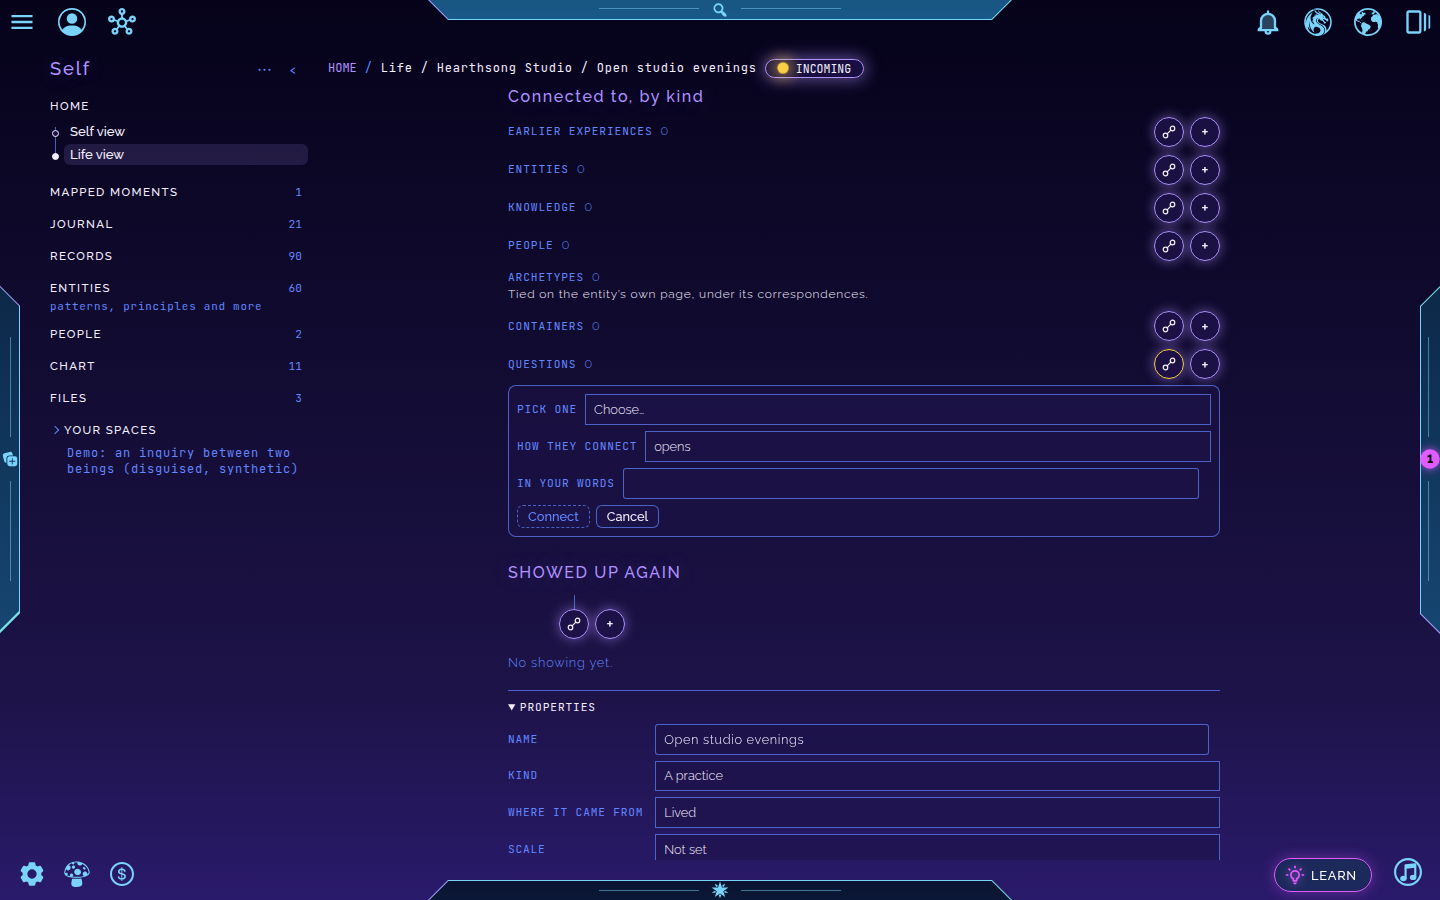 Self
...
<
HOME / Life / Hearthsong Studio / Open studio evenings
INCOMING
HOME
Self view
Life view
MAPPED MOMENTS 1
JOURNAL 21
RECORDS 90
ENTITIES 60
patterns, principles and more
PEOPLE 2
CHART 11
FILES 3
YOUR SPACES
Demo: an inquiry between two
beings (disguised, synthetic)
Connected to, by kind
EARLIER EXPERIENCES 0
+
ENTITIES 0
+
KNOWLEDGE 0
+
PEOPLE 0
+
ARCHETYPES 0
Tied on the entity's own page, under its correspondences.
CONTAINERS 0
+
QUESTIONS 0
+
PICK ONE Choose…
HOW THEY CONNECT opens
IN YOUR WORDS
Connect Cancel
SHOWED UP AGAIN
+
No showing yet.
PROPERTIES
NAME Open studio evenings
KIND A practice
WHERE IT CAME FROM Lived
SCALE Not set
1
$
LEARN